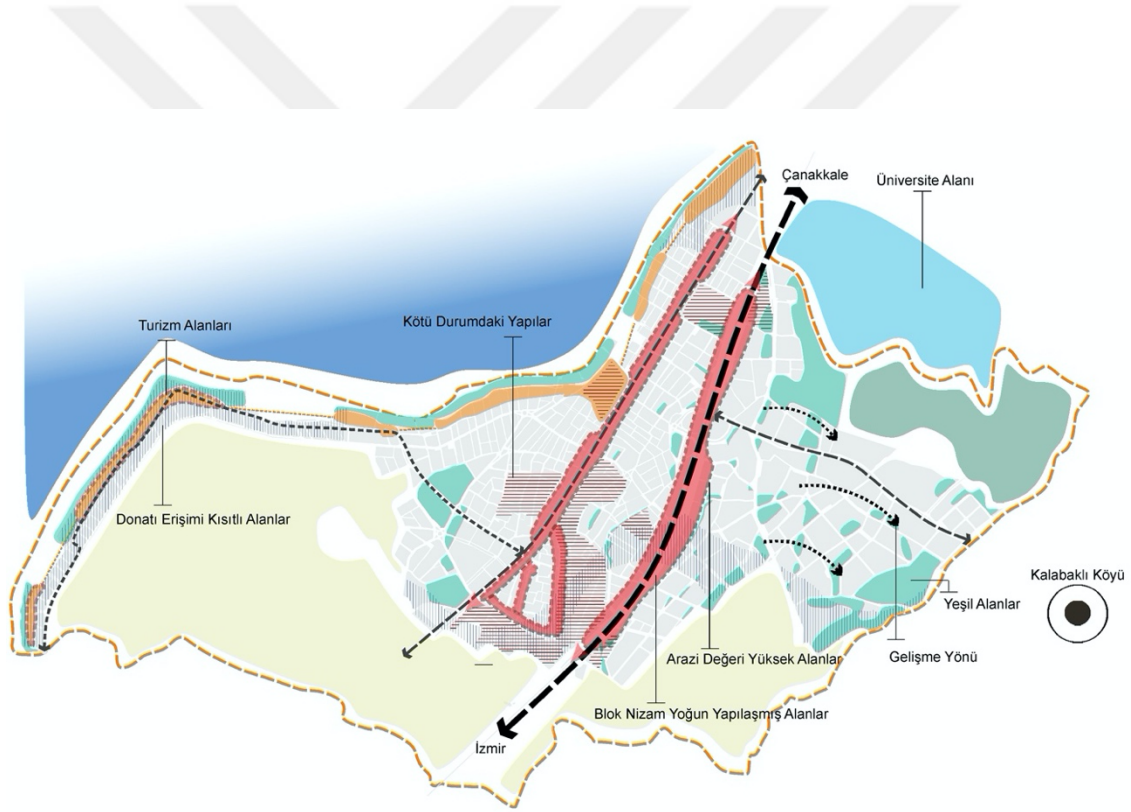 Çanakkale
Üniversite Alanı
Turizm Alanları
Kötü Durumdaki Yapılar
Donatı Erişimi Kısıtlı Alanlar
Kalabaklı Köyü
Yeşil Alanlar
Arazi Değeri Yüksek Alanlar
Gelişme Yönü
Blok Nizam Yoğun Yapılaşmış Alanlar
İzmir